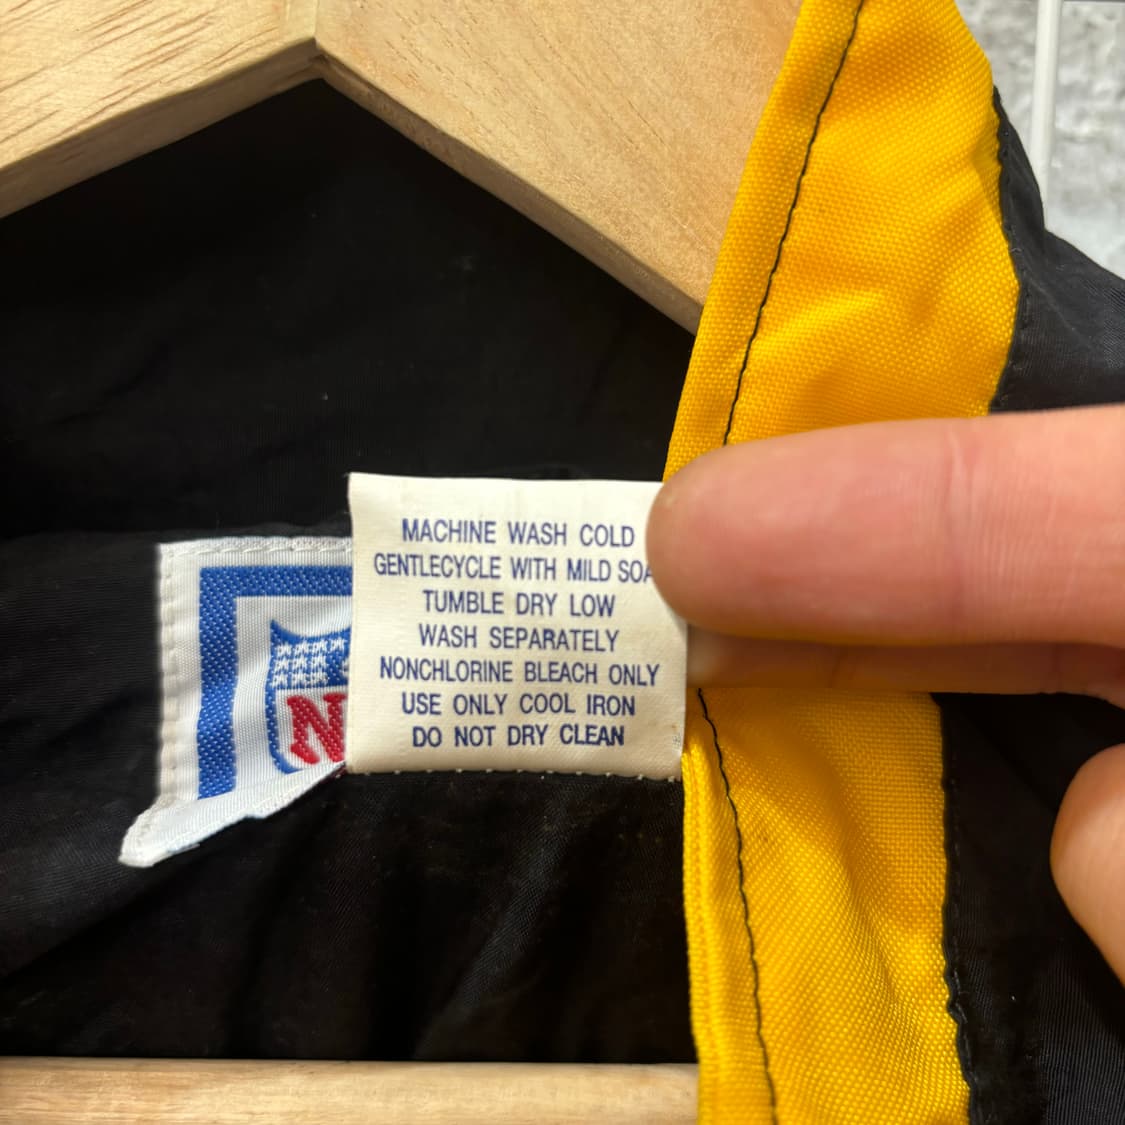 MACHINE WASH COLD
GENTLECYCLE WITH MILD
TUMBLE DRY LOW
WASH SEPARATELY
NONCHLORINE BLEACH ONLY
USE ONLY COOL IRON
DO NOT DRY CLEAN
N